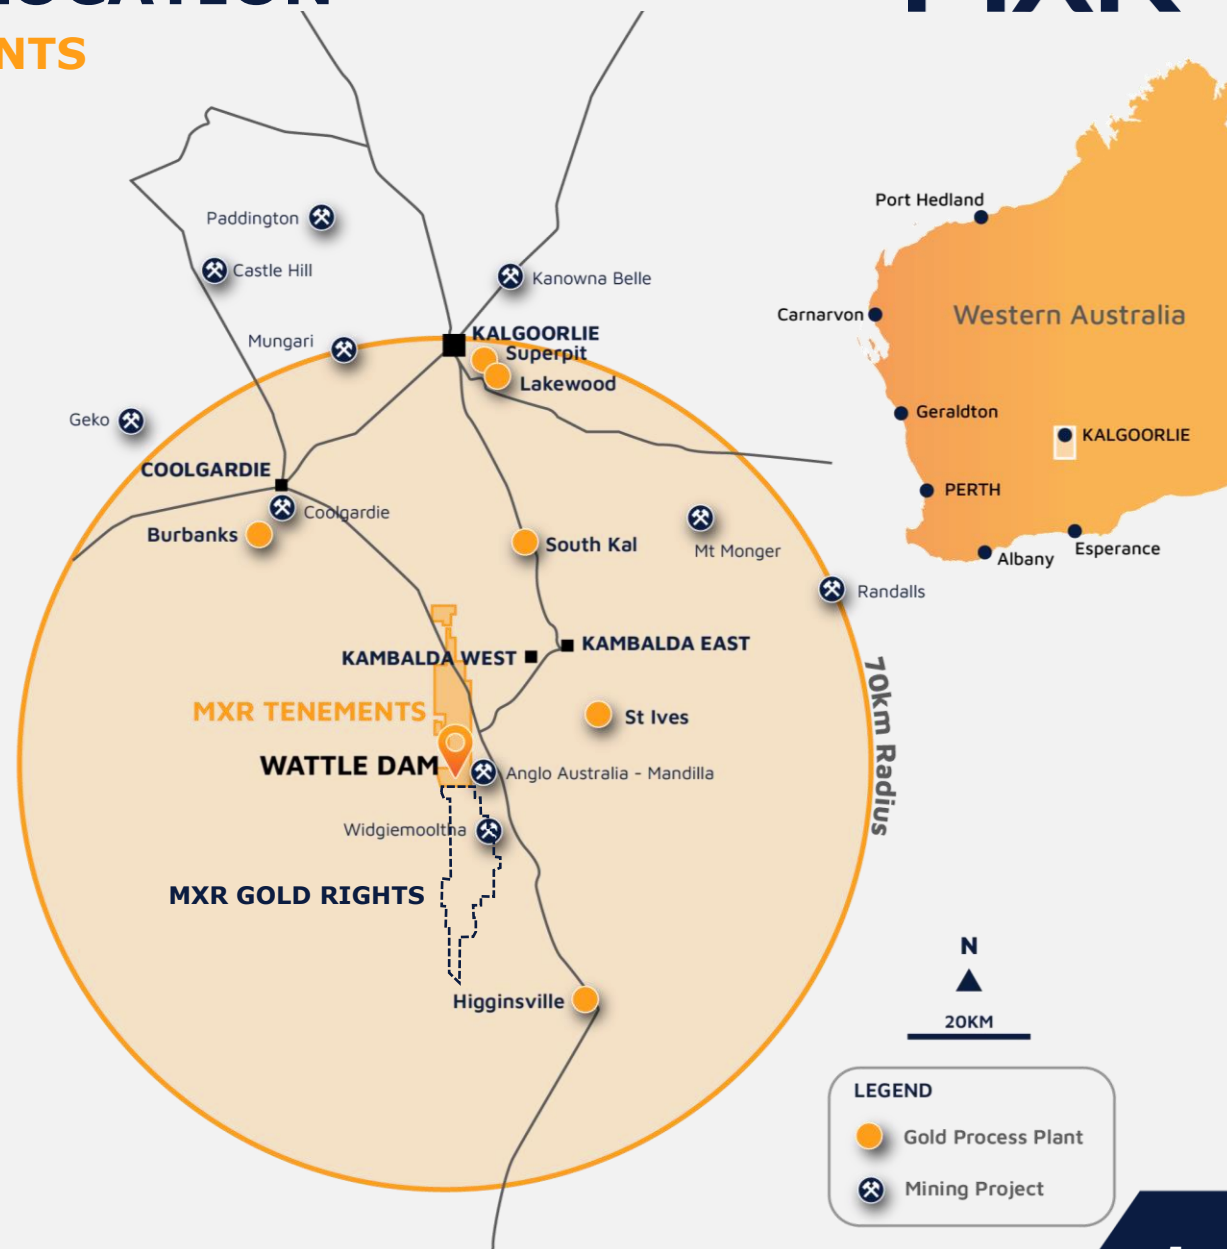 NTS
Port Hedland
Paddington
Castle Hill
Kanowna Belle
Carnarvon
Western Australia
KALGOORLIE
Mungari
Superpit
Lakewood
Geraldton
Geko
KALGOORLIE
COOLGARDIE
PERTH
Coolgardie
Burbanks
South Kal
Mt Monger
Esperance
Albany
Randalls
KAMBALDA EAST
KAMBALDA WEST
70km Radius
MXR TENEMENTS
St Ives
WATTLE DAM
Anglo Australia - Mandilla
Widgiemooltha
MXR GOLD RIGHTS
N
Higginsville
20KM
LEGEND
Gold Process Plant
Mining Project